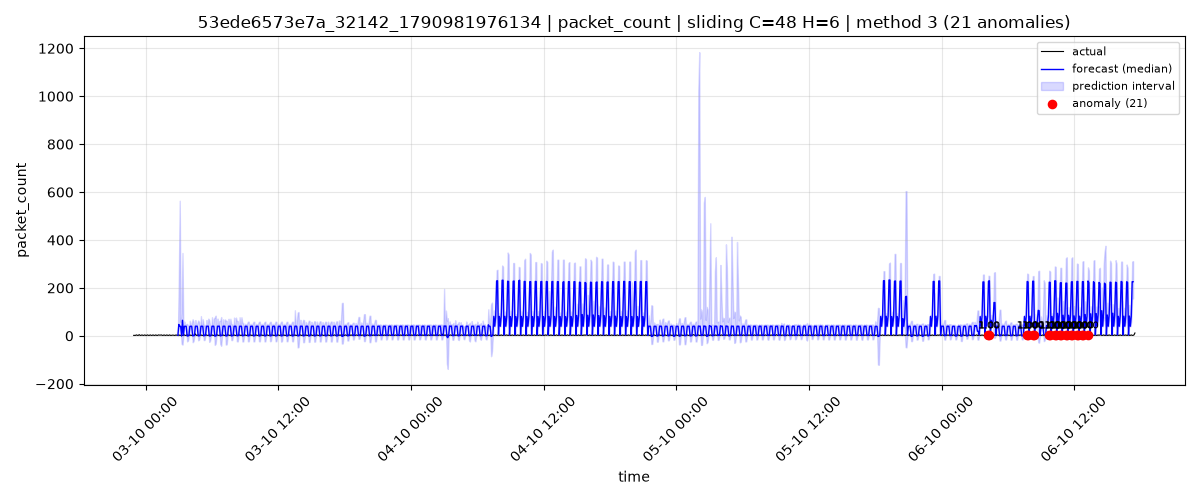 53ede6573e7a_32142_1790981976134 | packet_count | sliding C=48 H=6 | method 3 (21 anomalies)
actual
forecast (median)
prediction interval
anomaly (21)
packet_count
1200
1000
800
600
400
200
0
−200
03-10 00:00
03-10 12:00
04-10 00:00
04-10 12:00
05-10 00:00
05-10 12:00
06-10 00:00
06-10 12:00
time